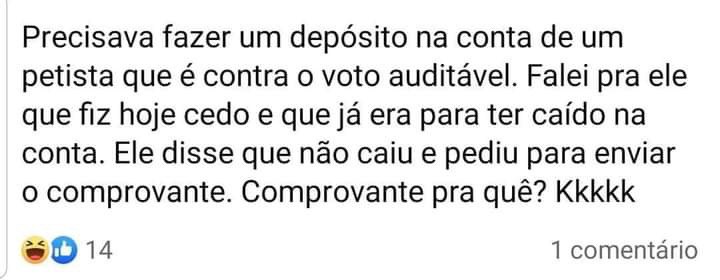 Precisava fazer um depósito na conta de um
petista que é contra o voto auditável. Falei pra ele
que fiz hoje cedo e que já era para ter caído na
conta. Ele disse que não caiu e pediu para enviar
o comprovante. Comprovante pra quê? Kkkkk
14
1 comentário